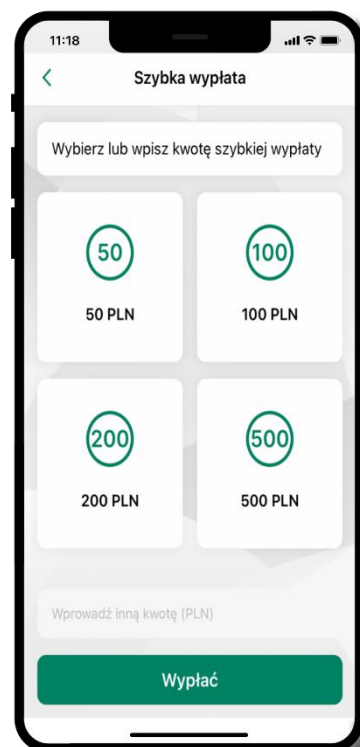 11:18
Szybka wypłata
Wybierz lub wpisz kwotę szybkiej wypłaty
50
100
50 PLN
100 PLN
200
500
200 PLN
500 PLN
Wprowadź inną kwotę (PLN)
Wypłać